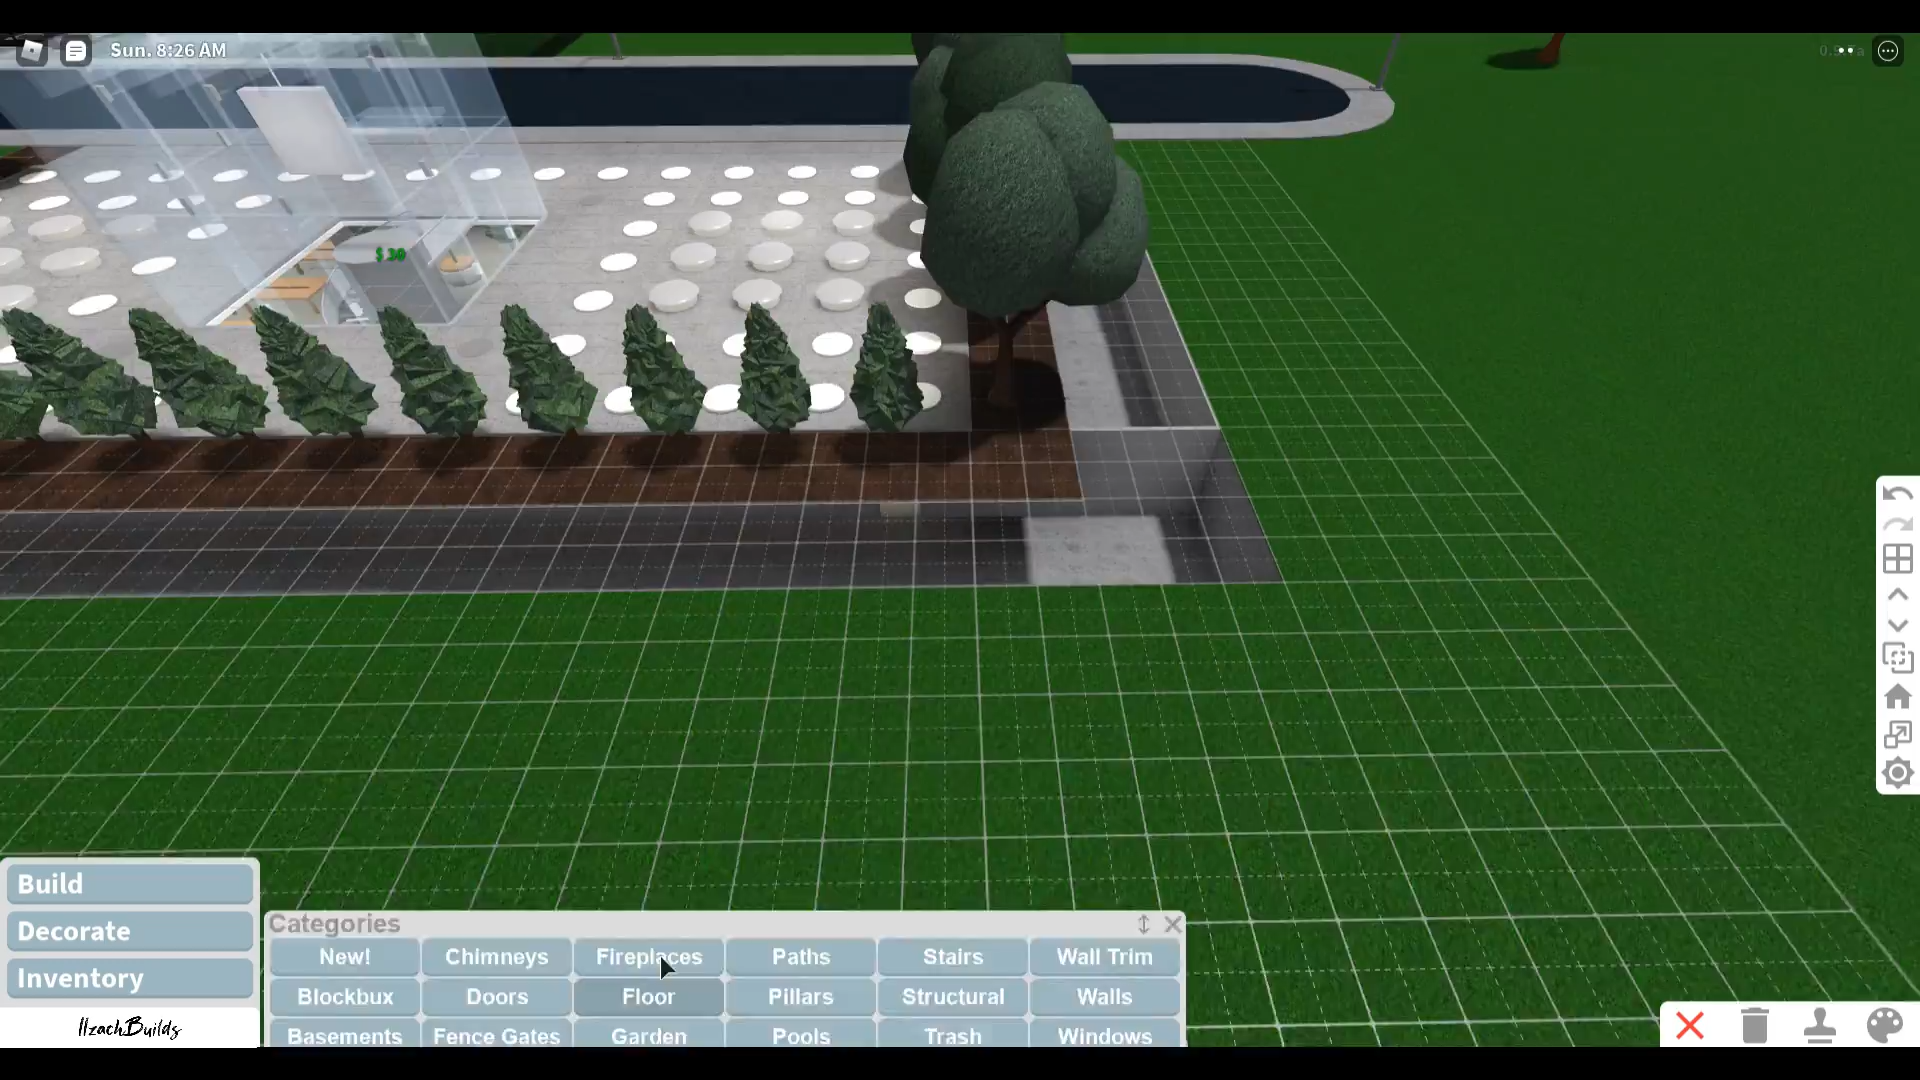 Sun. 8:26 AM
$ 30
Build
Decorate
Inventory
IIzachBuilds
Categories
New! Chimneys Fireplaces Paths Stairs Wall Trim
Blockbux Doors Floor Pillars Structural Walls
Basements Fence Gates Garden Pools Trash Windows